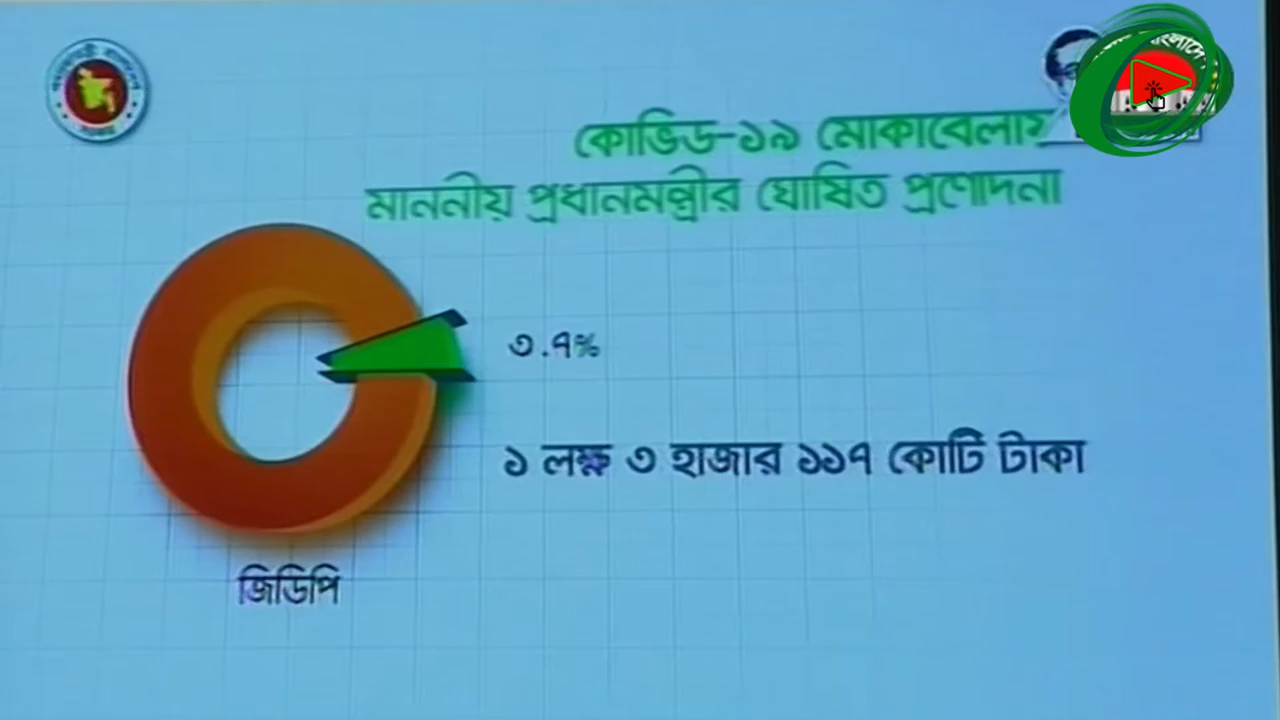 কোভিড-১৯ মোকাবেলায়
মাননীয় প্রধানমন্ত্রীর ঘোষিত প্রণোদনা
৩.৭%
১ লক্ষ ৩ হাজার ১১৭ কোটি টাকা
জিডিপি